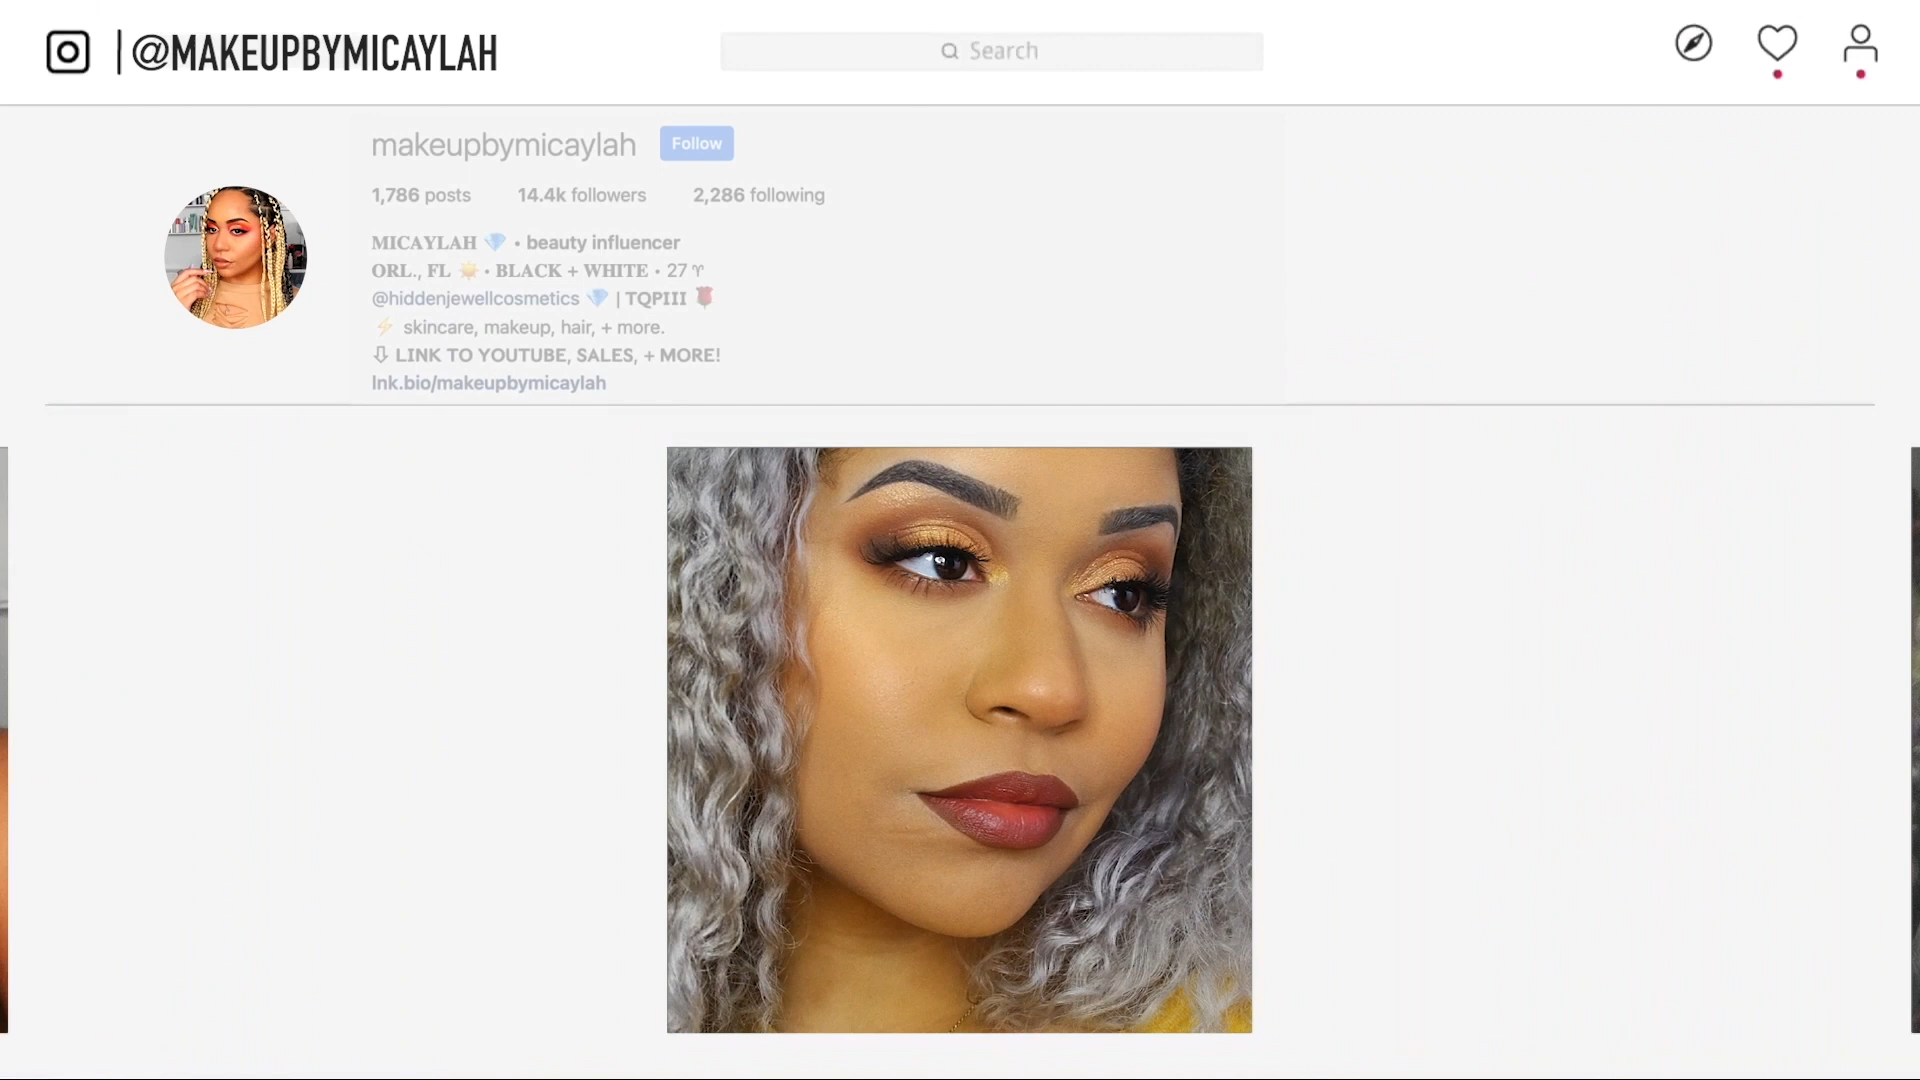 | @MAKEUPBYMICAYLAH
Search
makeupbymicaylah Follow
1,786 posts 14.4k followers 2,286 following
MICAYLAH 💎 • beauty influencer
ORL., FL ☀️ • BLACK + WHITE • 27 ♈︎
@hiddenjewellcosmetics 💎 | TQPIII 🌹
⚡ skincare, makeup, hair, + more.
⇩ LINK TO YOUTUBE, SALES, + MORE!
lnk.bio/makeupbymicaylah